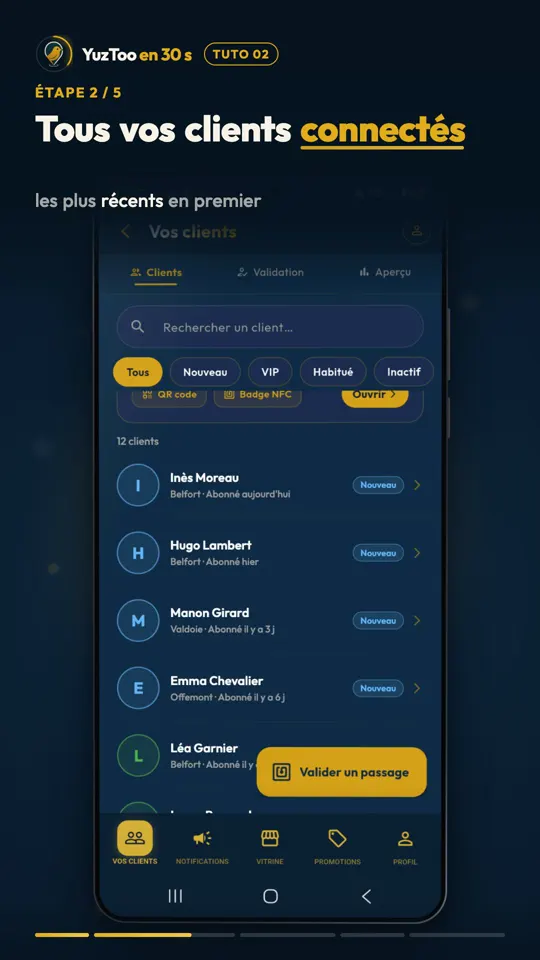 YuzToo en 30 s TUTO 02
ÉTAPE 2 / 5
Tous vos clients connectés
les plus récents en premier
Vos clients
Clients Validation Aperçu
Rechercher un client...
Tous Nouveau VIP Habitué Inactif
QR code Badge NFC Ouvrir
12 clients
I Inès Moreau Nouveau
Belfort · Abonné aujourd'hui
H Hugo Lambert Nouveau
Belfort · Abonné hier
M Manon Girard Nouveau
Valdoie · Abonné il y a 3 j
E Emma Chevalier Nouveau
Offemont · Abonné il y a 6 j
L Léa Garnier
Belfort · Abonné il y
Valider un passage
VOS CLIENTS NOTIFICATIONS VITRINE PROMOTIONS PROFIL